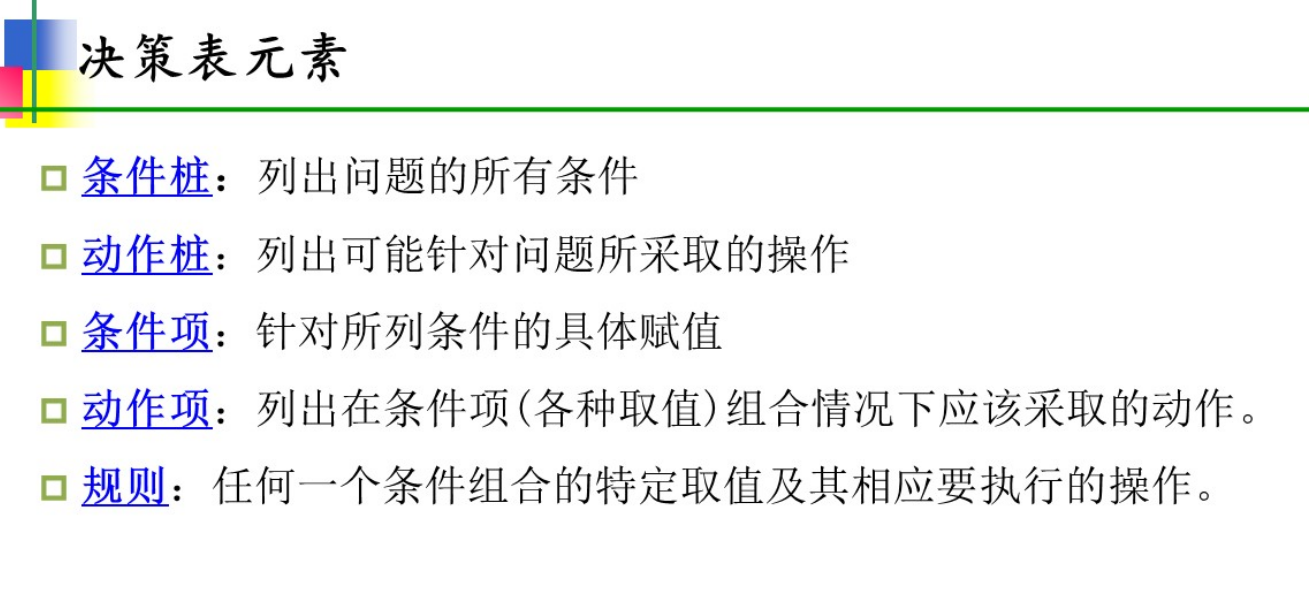 决策表元素
条件桩：列出问题的所有条件
动作桩：列出可能针对问题所采取的操作
条件项：针对所列条件的具体赋值
动作项：列出在条件项(各种取值)组合情况下应该采取的动作。
规则：任何一个条件组合的特定取值及其相应要执行的操作。